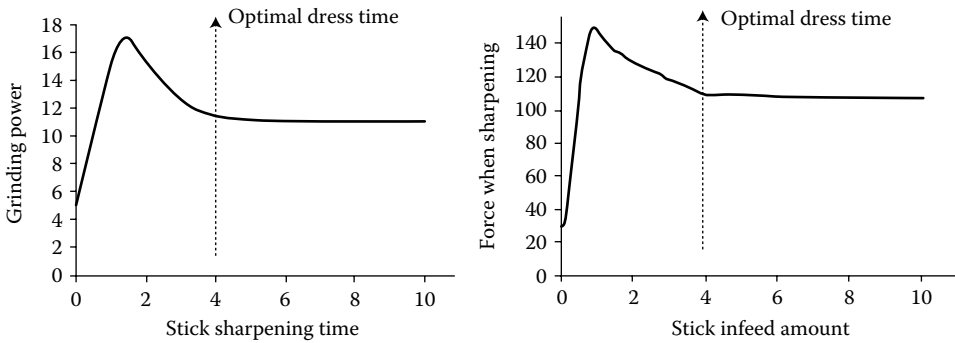 Optimal dress time
18
16
14
12
10
8
6
4
2
0
Grinding power
0 2 4 6 8 10
Stick sharpening time
Optimal dress time
140
120
100
80
60
40
20
0
Force when sharpening
0 2 4 6 8 10
Stick infeed amount